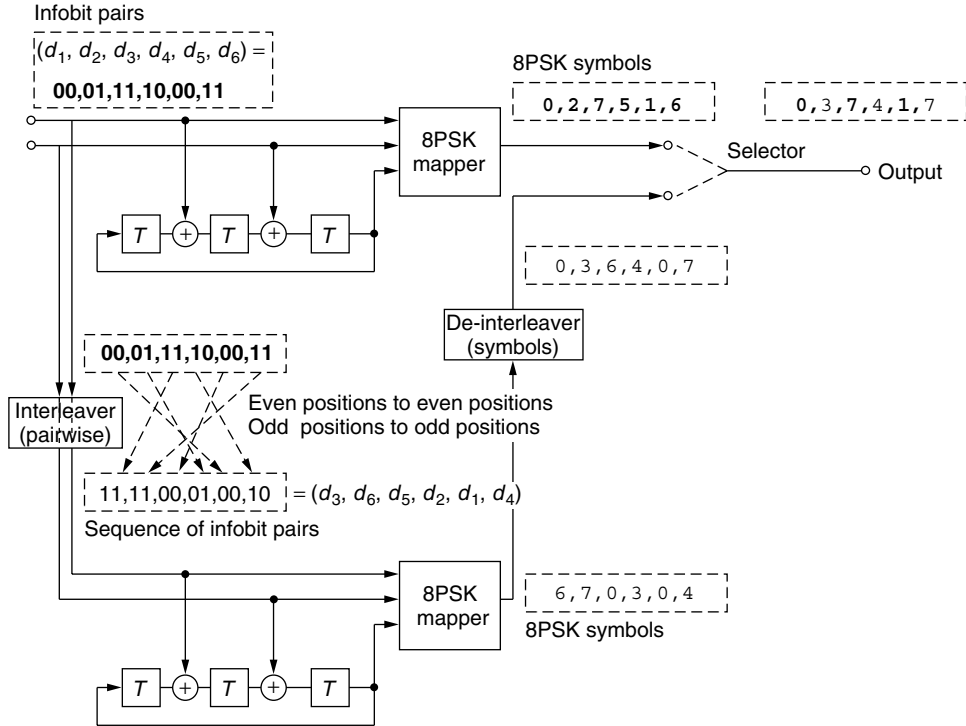 Infobit pairs
(d₁, d₂, d₃, d₄, d₅, d₆) =
00,01,11,10,00,11
8PSK symbols
0,2,7,5,1,6
0,3,7,4,1,7
8PSK
mapper
Selector
Output
T
+
T
+
T
0,3,6,4,0,7
De-interleaver
(symbols)
00,01,11,10,00,11
Even positions to even positions
Odd positions to odd positions
Interleaver
(pairwise)
11,11,00,01,00,10 = (d₃, d₆, d₅, d₂, d₁, d₄)
Sequence of infobit pairs
8PSK
mapper
6,7,0,3,0,4
8PSK symbols
T
+
T
+
T